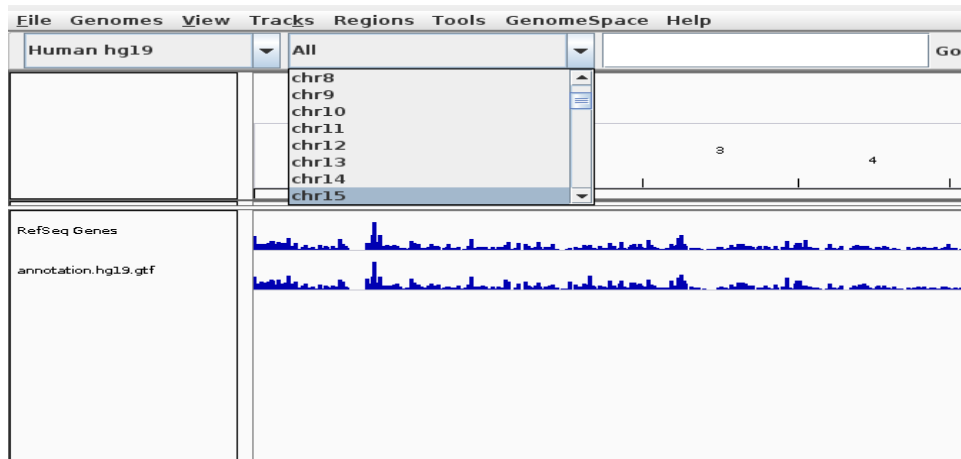 File Genomes View Tracks Regions Tools GenomeSpace Help
Human hg19 All Go
chr8
chr9
chr10
chr11
chr12
chr13
chr14
chr15
3 4
RefSeq Genes
annotation.hg19.gtf